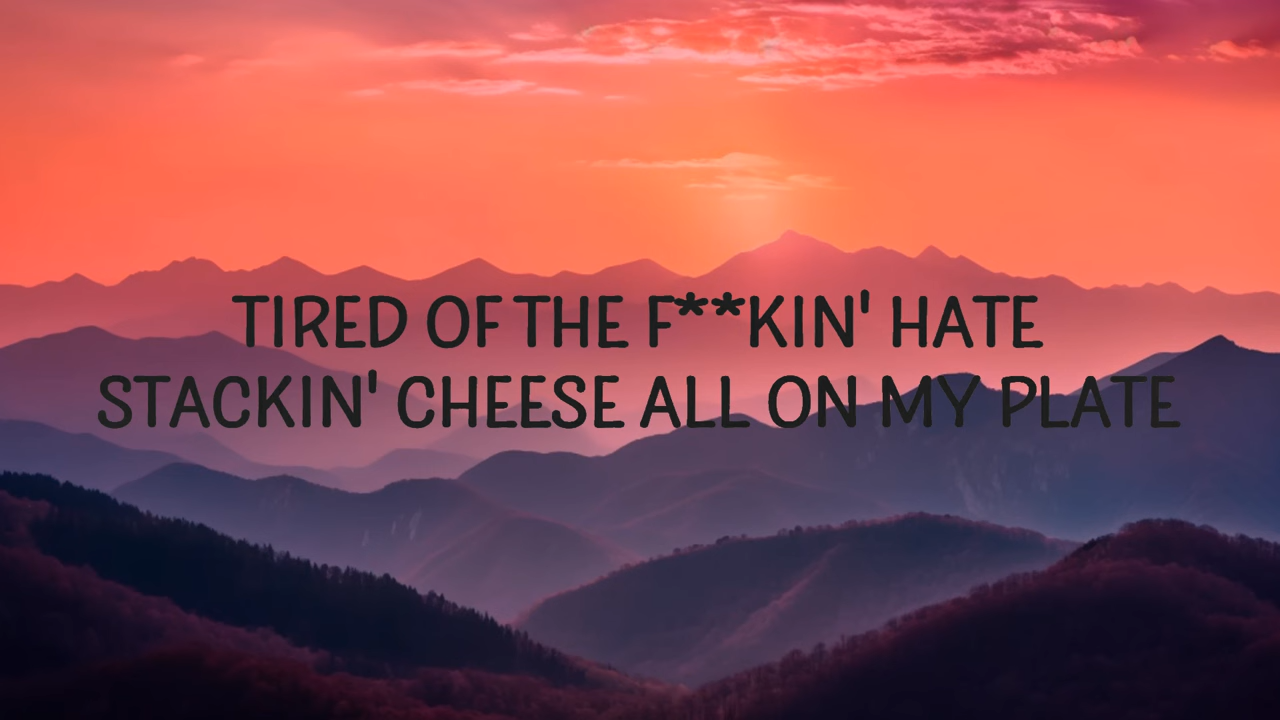 TIRED OF THE F**KIN' HATE
STACKIN' CHEESE ALL ON MY PLATE